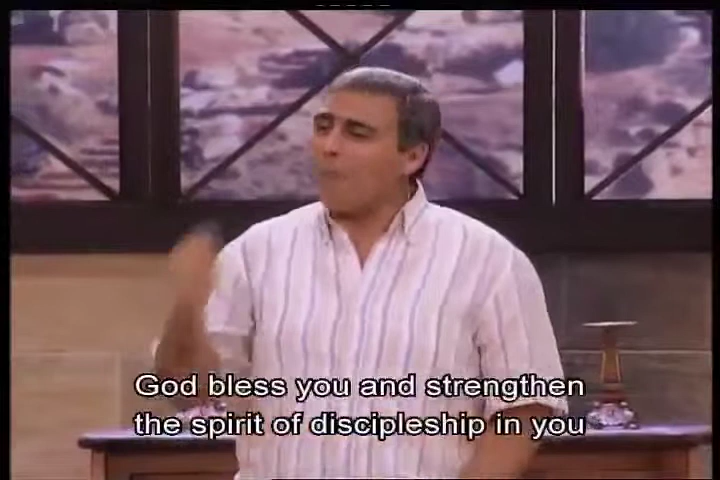 God bless you and strengthen
the spirit of discipleship in you